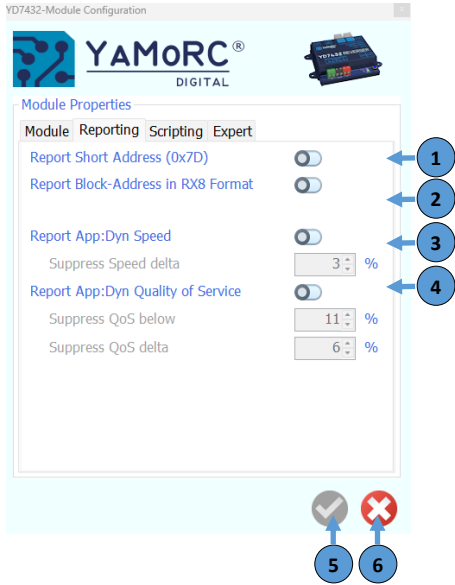 YD7432-Module Configuration x
YAMoRC®
DIGITAL
YD7432 REVERSER
Module Properties
Module Reporting Scripting Expert
Report Short Address (0x7D) 1
Report Block-Address in RX8 Format 2
Report App:Dyn Speed 3
Suppress Speed delta 3 %
Report App:Dyn Quality of Service 4
Suppress QoS below 11 %
Suppress QoS delta 6 %
5 6